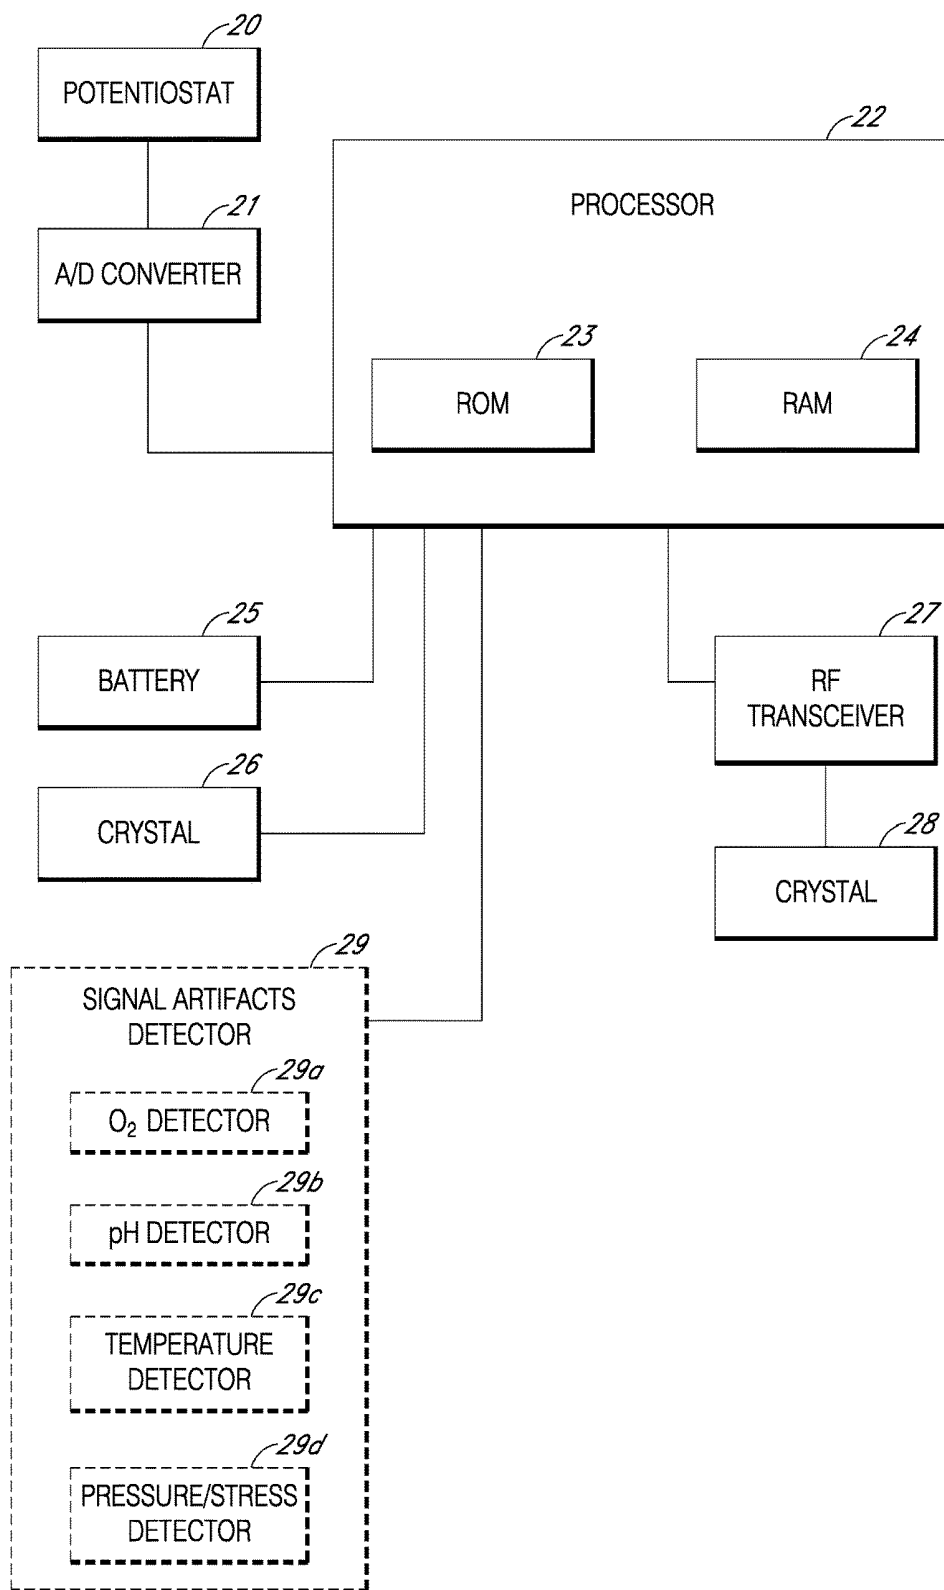 20
POTENTIOSTAT
22
PROCESSOR
21
A/D CONVERTER
23
ROM
24
RAM
25
BATTERY
27
RF
TRANSCEIVER
26
CRYSTAL
28
CRYSTAL
29
SIGNAL ARTIFACTS
DETECTOR
29a
O₂ DETECTOR
29b
pH DETECTOR
29c
TEMPERATURE
DETECTOR
29d
PRESSURE/STRESS
DETECTOR